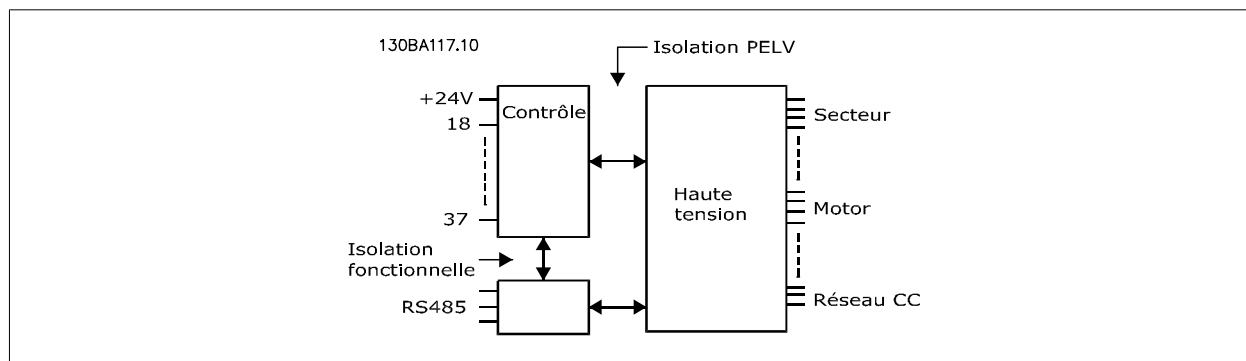 130BA117.10
Isolation PELV
+24V
Contrôle
18
Secteur
Haute
tension
Motor
37
Isolation
fonctionnelle
RS485
Réseau CC